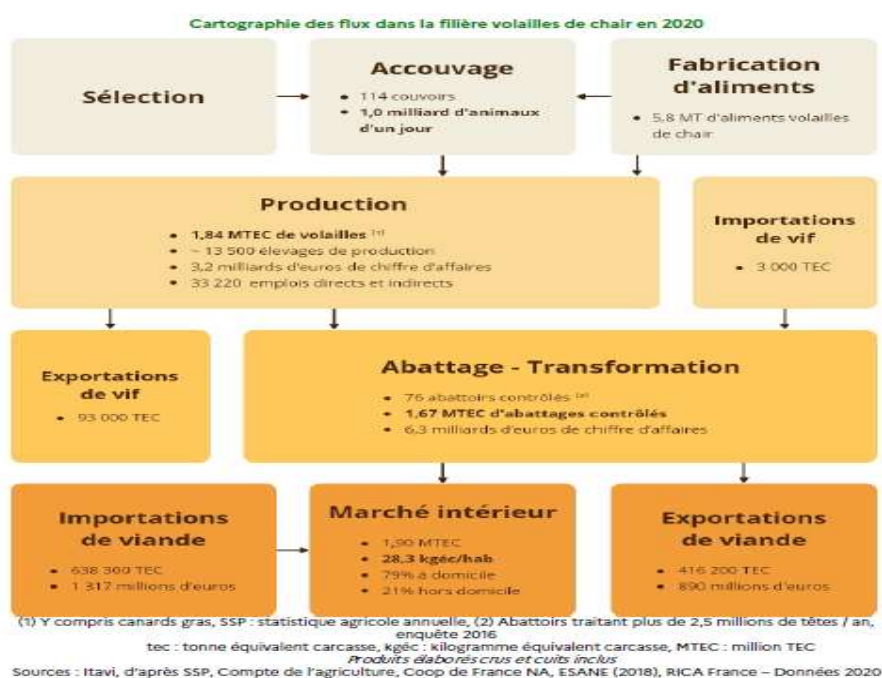 Cartographie des flux dans la filière volailles de chair en 2020
Sélection
Accouvage
• 114 couvoirs
• 1,0 milliard d'animaux
d'un jour
Fabrication
d'aliments
• 5,8 MT d'aliments volailles
de chair
Production
• 1,84 MTEC de volailles (1)
• ~ 13 500 élevages de production
• 3,2 milliards d'euros de chiffre d'affaires
• 33 220 emplois directs et indirects
Importations
de vif
• 3 000 TEC
Exportations
de vif
• 93 000 TEC
Abattage - Transformation
• 76 abattoirs contrôlés (2)
• 1,67 MTEC d'abattages contrôlés
• 6,3 milliards d'euros de chiffre d'affaires
Importations
de viande
• 638 300 TEC
• 1 317 millions d'euros
Marché intérieur
• 1,90 MTEC
• 28,3 kgéc/hab
• 79% à domicile
• 21% hors domicile
Exportations
de viande
• 416 200 TEC
• 890 millions d'euros
(1) Y compris canards gras, SSP : statistique agricole annuelle, (2) Abattoirs traitant plus de 2,5 millions de têtes / an,
enquête 2016
tec : tonne équivalent carcasse, kgéc : kilogramme équivalent carcasse, MTEC : million TEC
Produits élaborés crus et cuits inclus
Sources : Itavi, d'après SSP, Compte de l'agriculture, Coop de France NA, ESANE (2018), RICA France – Données 2020